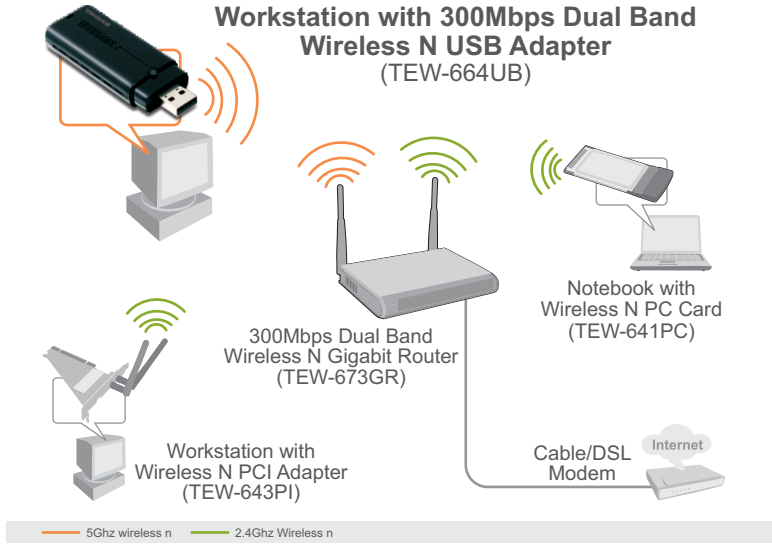 Workstation with 300Mbps Dual Band
Wireless N USB Adapter
(TEW-664UB)
Notebook with
Wireless N PC Card
(TEW-641PC)
300Mbps Dual Band
Wireless N Gigabit Router
(TEW-673GR)
Workstation with
Wireless N PCI Adapter
(TEW-643PI)
Cable/DSL
Modem
Internet
5Ghz wireless n
2.4Ghz Wireless n